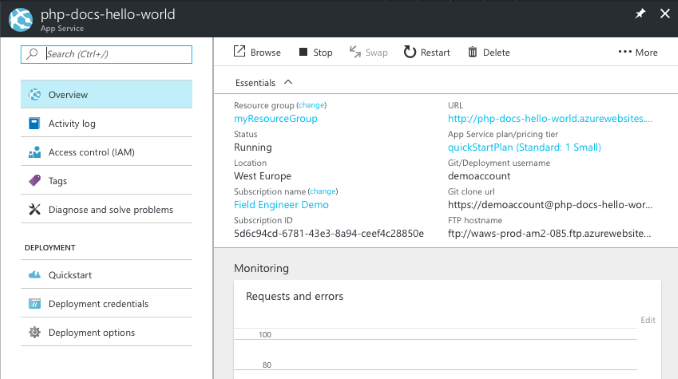 php-docs-hello-world
App Service
Search (Ctrl+/)
Overview
Activity log
Access control (IAM)
Tags
Diagnose and solve problems
DEPLOYMENT
Quickstart
Deployment credentials
Deployment options
Browse Stop Swap Restart Delete ••• More
Essentials
Resource group (change)
myResourceGroup
Status
Running
Location
West Europe
Subscription name (change)
Field Engineer Demo
Subscription ID
5d6c94cd-6781-43e3-8a94-ceef4c28850e
URL
http://php-docs-hello-world.azurewebsites....
App Service plan/pricing tier
quickStartPlan (Standard: 1 Small)
Git/Deployment username
demoaccount
Git clone url
https://demoaccount@php-docs-hello-wor...
FTP hostname
ftp://waws-prod-am2-085.ftp.azurewebsite...
Monitoring
Requests and errors
Edit
100
80